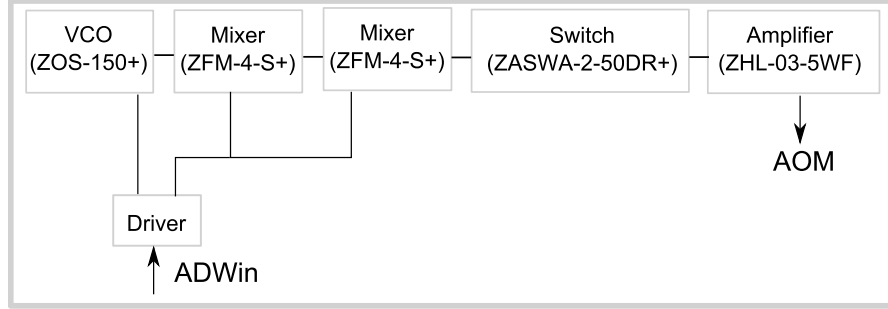 VCO
(ZOS-150+)
Mixer
(ZFM-4-S+)
Mixer
(ZFM-4-S+)
Switch
(ZASWA-2-50DR+)
Amplifier
(ZHL-03-5WF)
AOM
Driver
ADWin